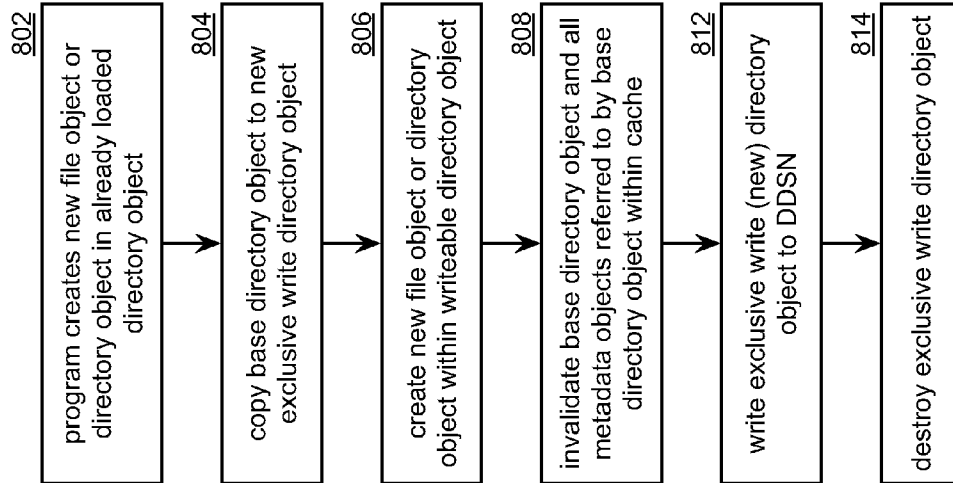 802
program creates new file object or
directory object in already loaded
directory object
804
copy base directory object to new
exclusive write directory object
806
create new file object or directory
object within writeable directory object
808
invalidate base directory object and all
metadata objects referred to by base
directory object within cache
812
write exclusive write (new) directory
object to DDSN
814
destroy exclusive write directory object